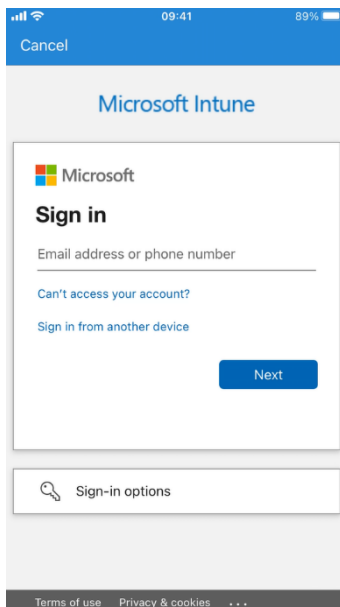 09:41
89%
Cancel
Microsoft Intune
Microsoft
Sign in
Email address or phone number
Can't access your account?
Sign in from another device
Next
Sign-in options
Terms of use Privacy & cookies ...